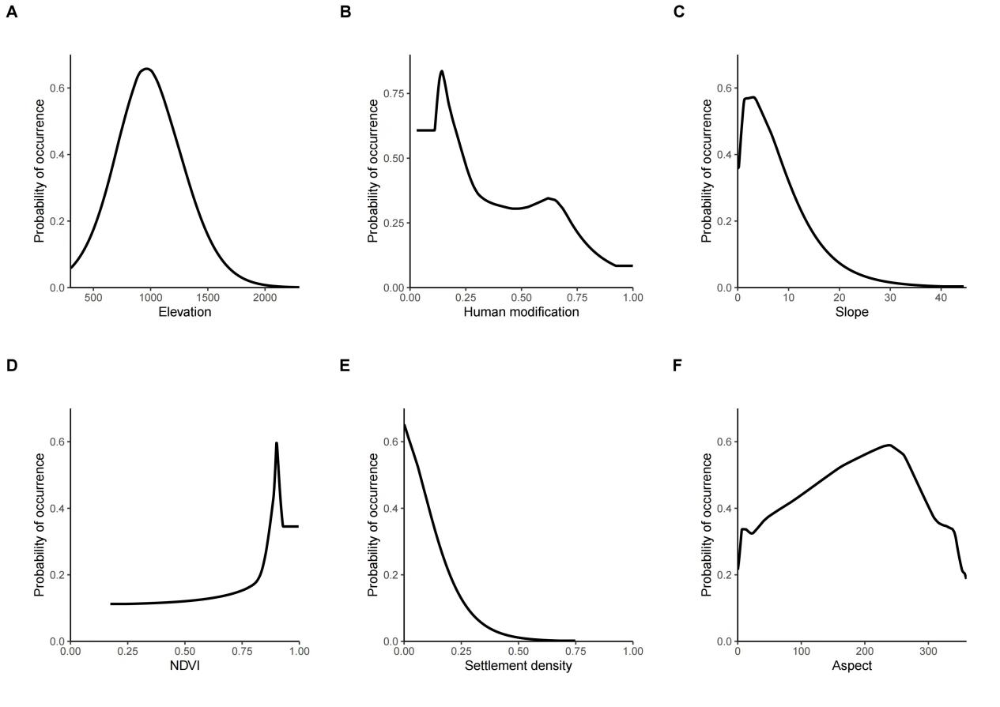 A
B
C
Probability of occurrence
0.6
0.4
0.2
0.0
500 1000 1500 2000
Elevation
Probability of occurrence
0.75
0.50
0.25
0.00
0.00 0.25 0.50 0.75 1.00
Human modification
Probability of occurrence
0.6
0.4
0.2
0.0
0 10 20 30 40
Slope
D
E
F
Probability of occurrence
0.6
0.4
0.2
0.0
0.00 0.25 0.50 0.75 1.00
NDVI
Probability of occurrence
0.6
0.4
0.2
0.0
0.00 0.25 0.50 0.75 1.00
Settlement density
Probability of occurrence
0.6
0.4
0.2
0.0
0 100 200 300
Aspect